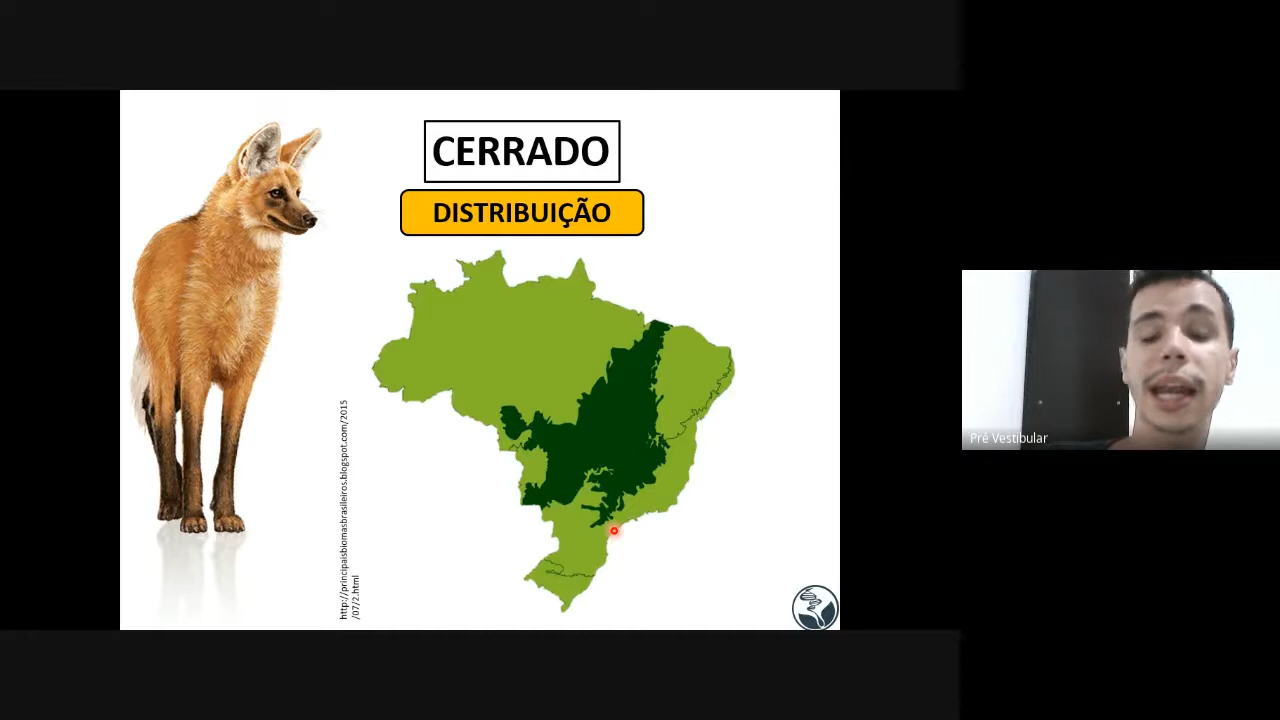 CERRADO
DISTRIBUIÇÃO
http://principaisbiomasbrasileiros.blogspot.com/2015
/07/2.html
Pré Vestibular